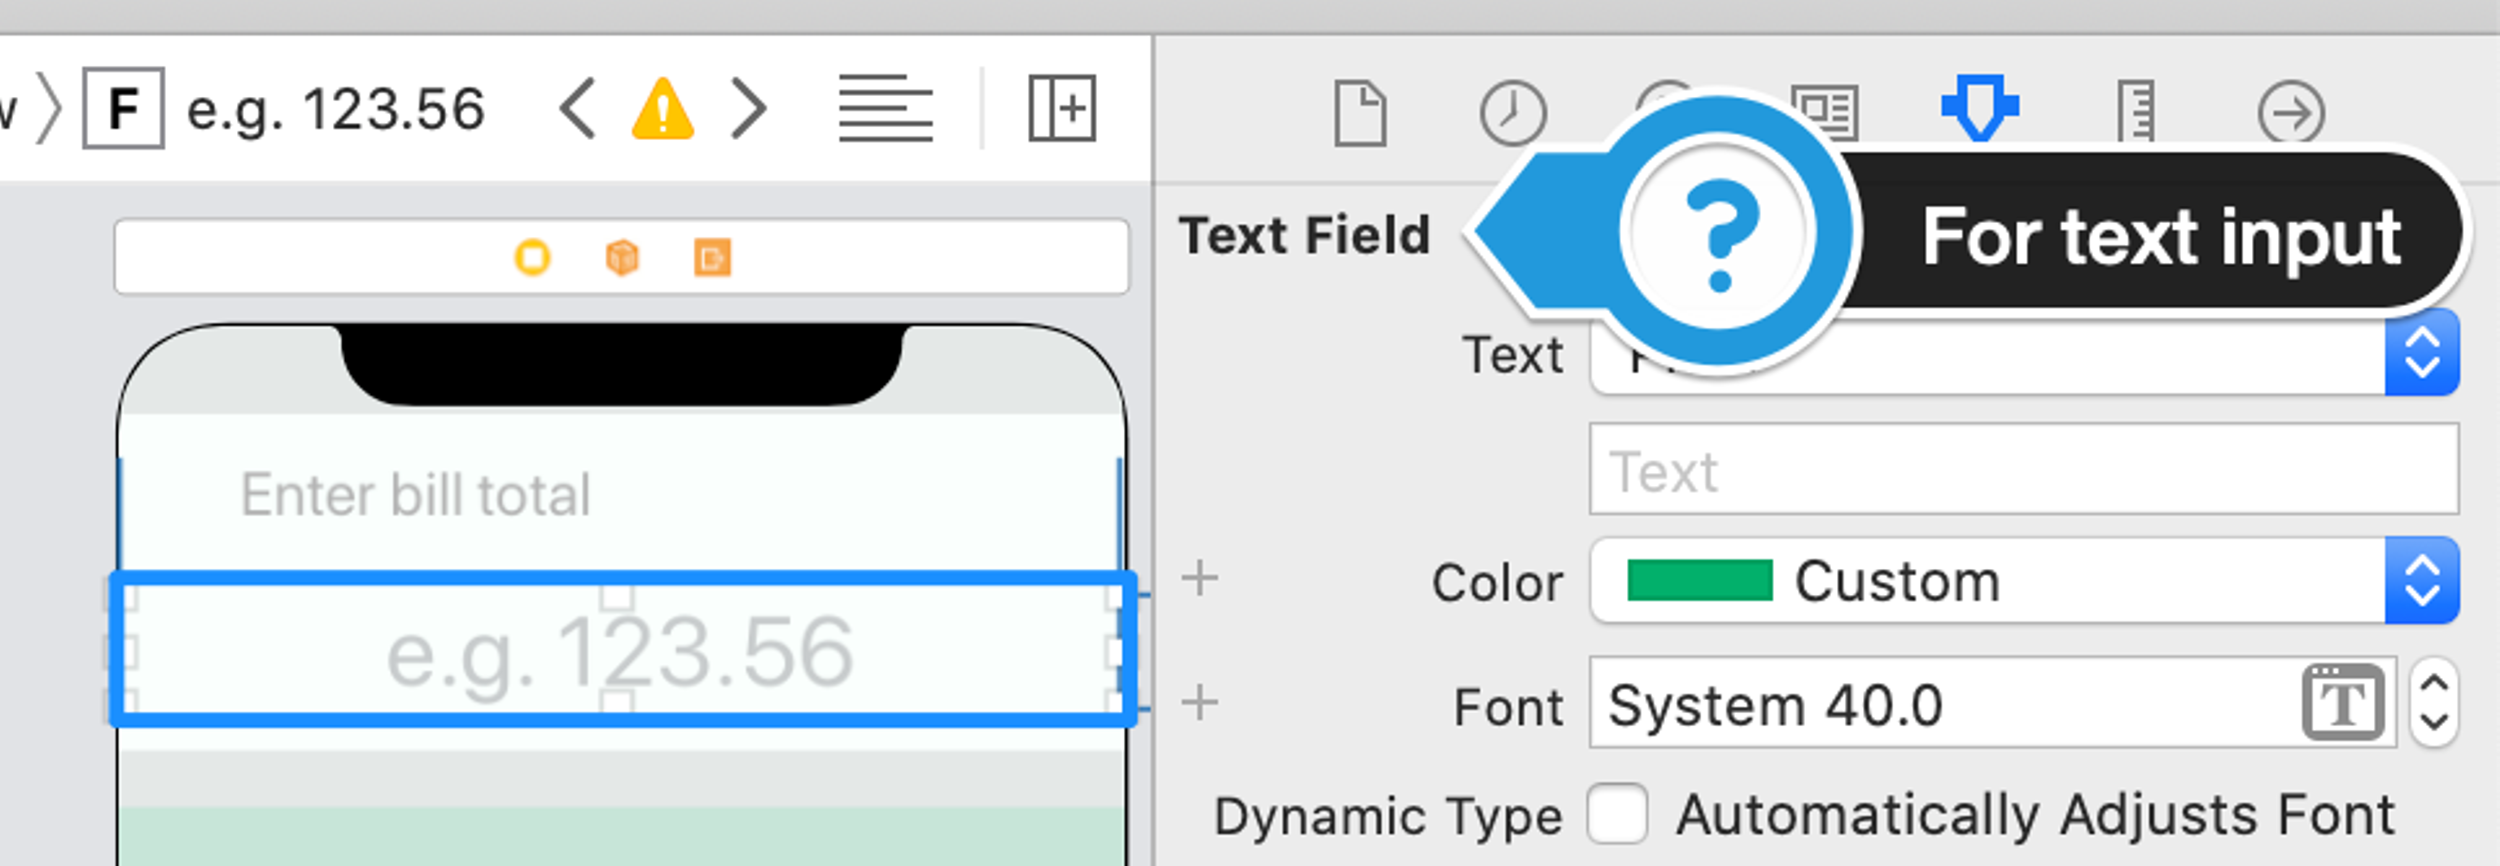 F e.g. 123.56
Text Field
For text input
Text
Text
Enter bill total
Color Custom
e.g. 123.56
Font System 40.0 T
Dynamic Type Automatically Adjusts Font